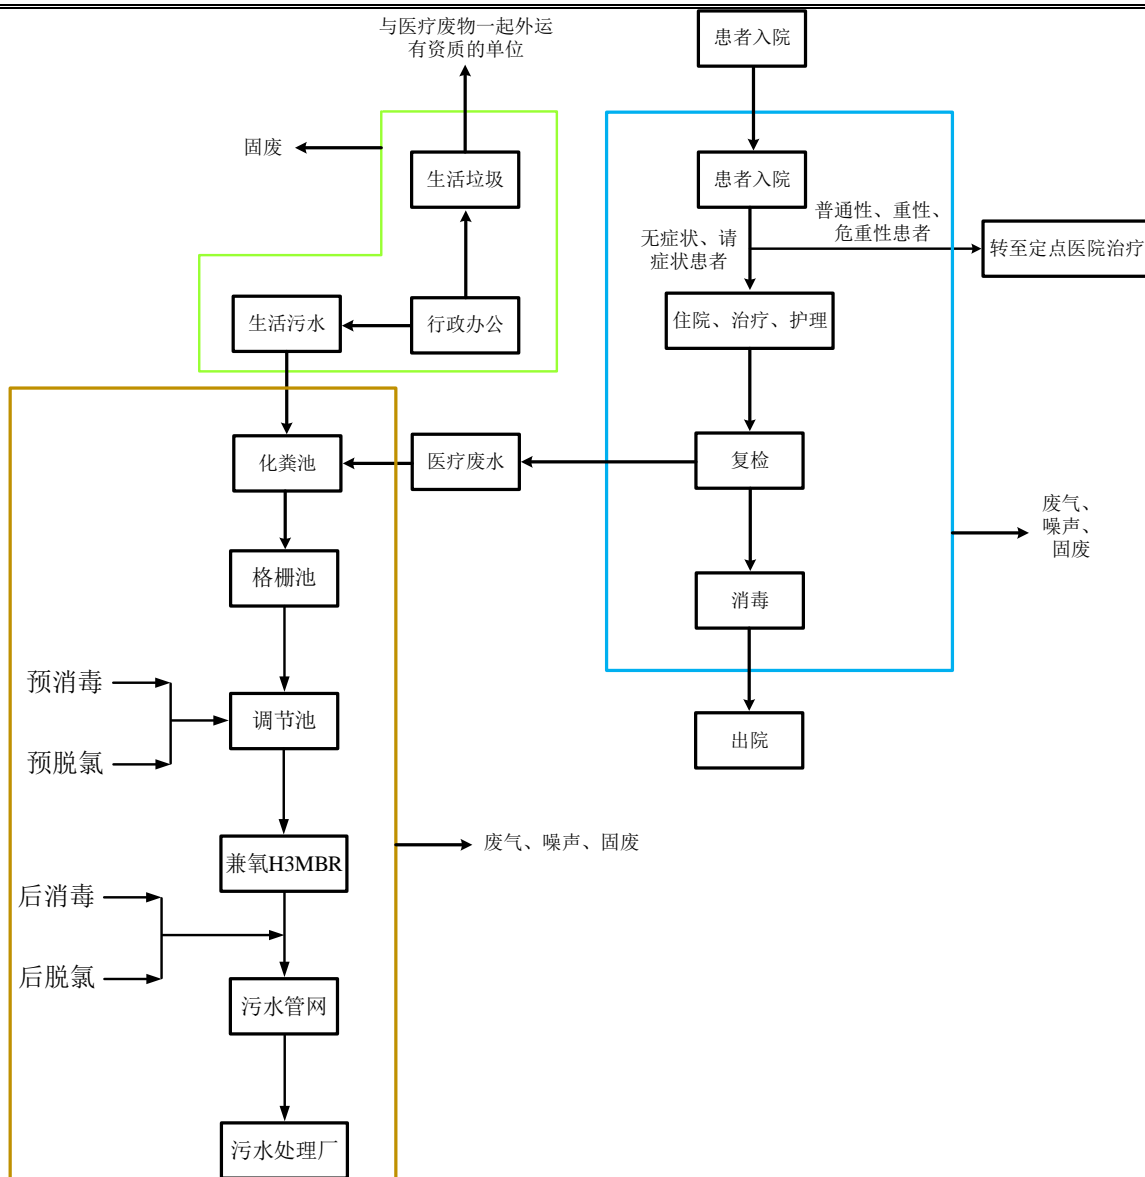 与医疗废物一起外运
有资质的单位
患者入院
固废
生活垃圾
患者入院
普通性、重性、
危重性患者
无症状、请
症状患者
转至定点医院治疗
生活污水
行政办公
住院、治疗、护理
化粪池
医疗废水
复检
废气、
噪声、
固废
格栅池
消毒
预消毒
调节池
预脱氯
出院
兼氧H3MBR
废气、噪声、固废
后消毒
后脱氯
污水管网
污水处理厂